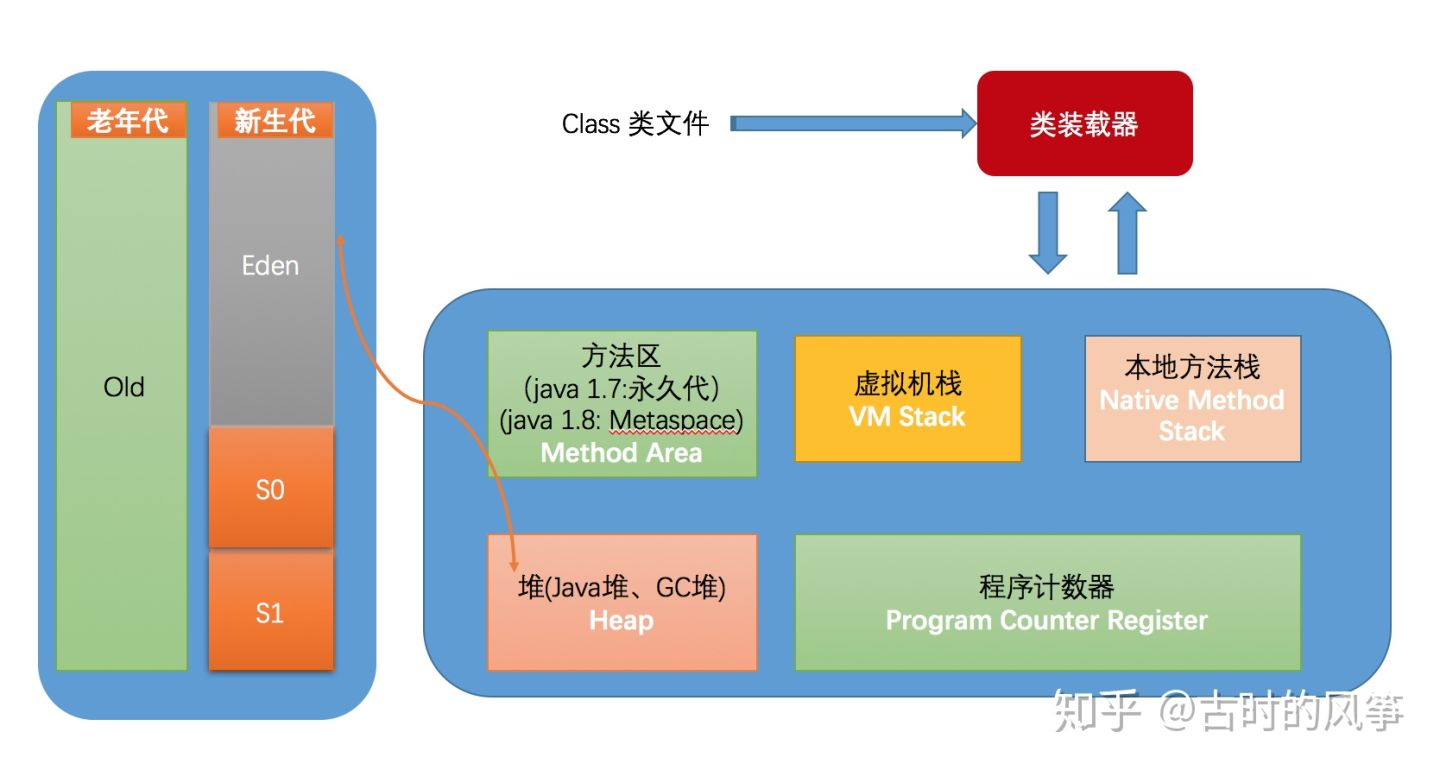 老年代
新生代
Eden
Old
S0
S1
Class 类文件
类装载器
方法区
（java 1.7:永久代）
(java 1.8: Metaspace)
Method Area
虚拟机栈
VM Stack
本地方法栈
Native Method
Stack
堆(Java堆、GC堆)
Heap
程序计数器
Program Counter Register
知乎 @古时的风筝